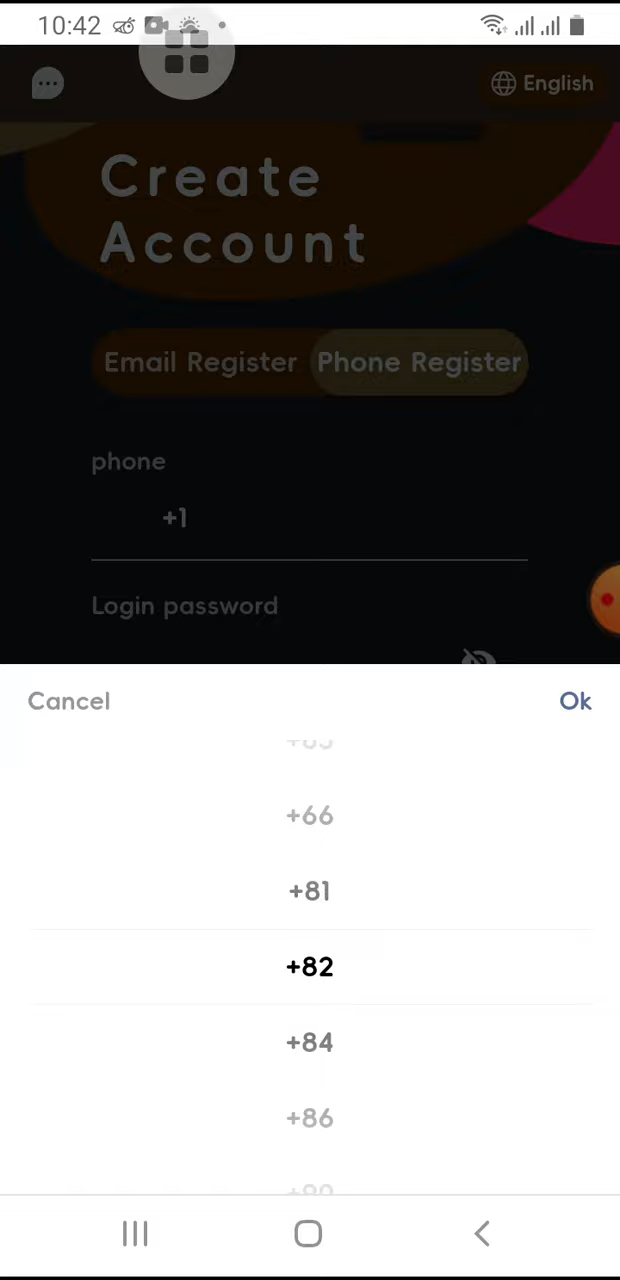 10:42
English
Create
Account
Email Register
Phone Register
phone
+1
Login password
Cancel
Ok
+66
+81
+82
+84
+86